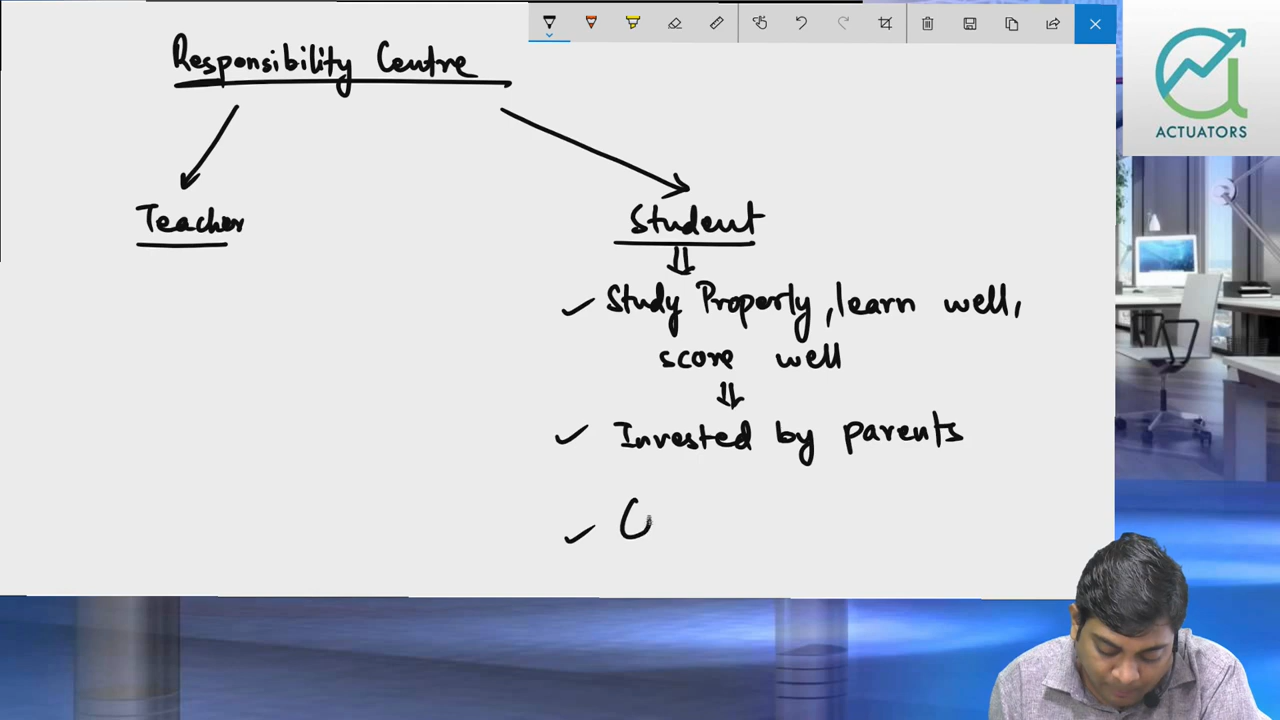 Responsibility Centre
Teacher
Student
✓ Study Properly, learn well,
score well
✓ Invested by parents
✓ C
ACTUATORS